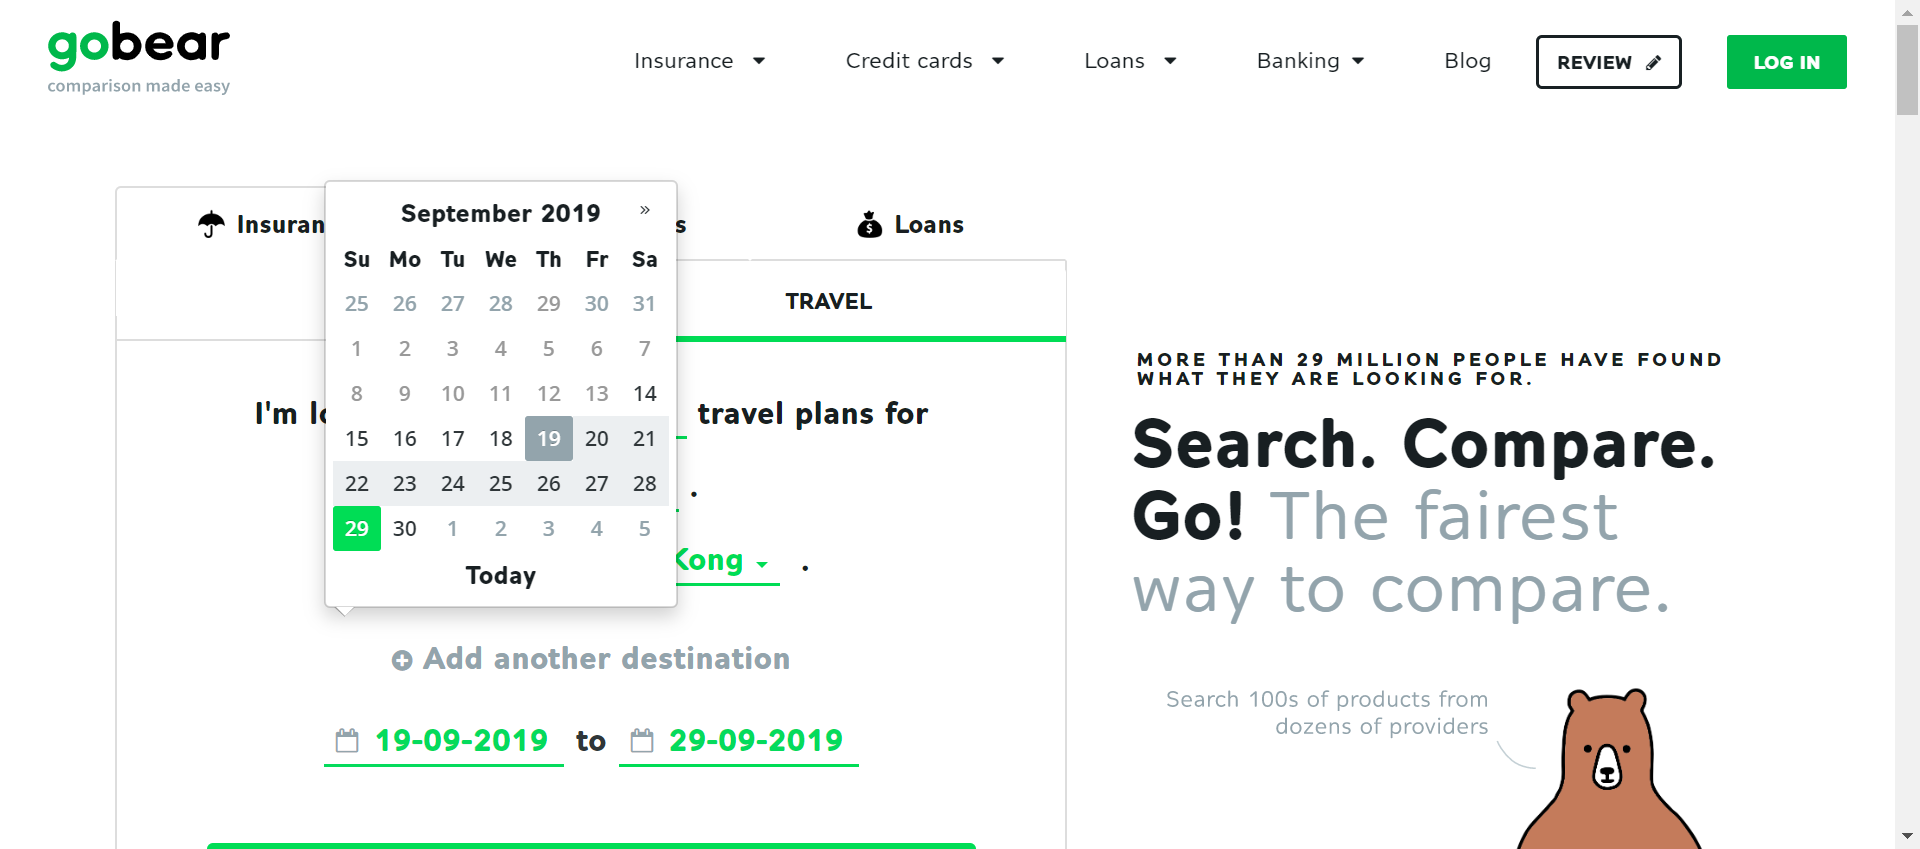 gobear
comparison made easy
Insurance
Credit cards
Loans
Banking
Blog
REVIEW
LOG IN
Loans
TRAVEL
September 2019 »
Su Mo Tu We Th Fr Sa
25 26 27 28 29 30 31
1 2 3 4 5 6 7
8 9 10 11 12 13 14
15 16 17 18 19 20 21
22 23 24 25 26 27 28
29 30 1 2 3 4 5
Today
I'm
travel plans for
.
Kong .
Add another destination
19-09-2019 to 29-09-2019
MORE THAN 29 MILLION PEOPLE HAVE FOUND
WHAT THEY ARE LOOKING FOR.
Search. Compare.
Go! The fairest
way to compare.
Search 100s of products from
dozens of providers